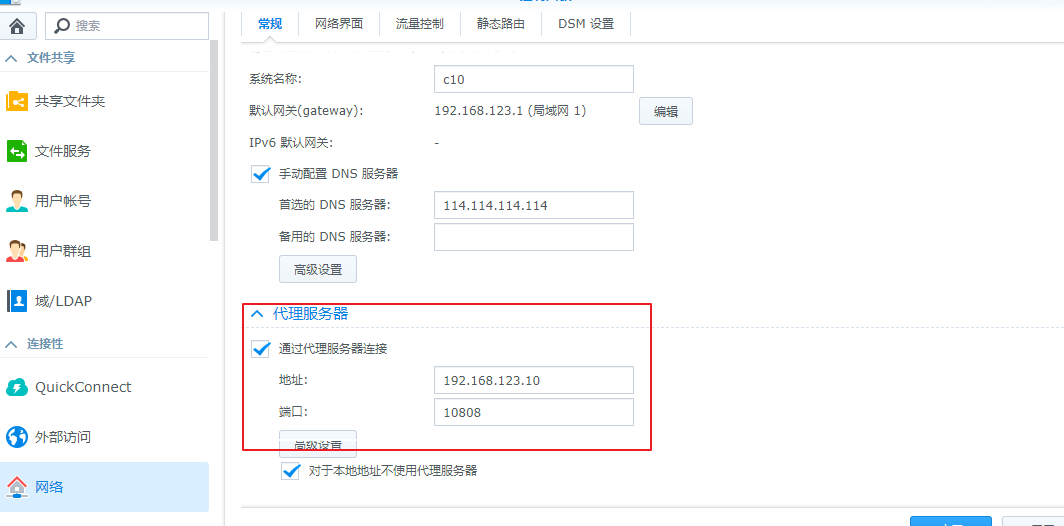 搜索
文件共享
共享文件夹
文件服务
用户帐号
用户群组
域/LDAP
连接性
QuickConnect
外部访问
网络
常规
网络界面
流量控制
静态路由
DSM 设置
系统名称: c10
默认网关(gateway): 192.168.123.1 (局域网 1) 编辑
IPv6 默认网关: -
手动配置 DNS 服务器
首选的 DNS 服务器: 114.114.114.114
备用的 DNS 服务器:
高级设置
代理服务器
通过代理服务器连接
地址: 192.168.123.10
端口: 10808
高级设置
对于本地地址不使用代理服务器